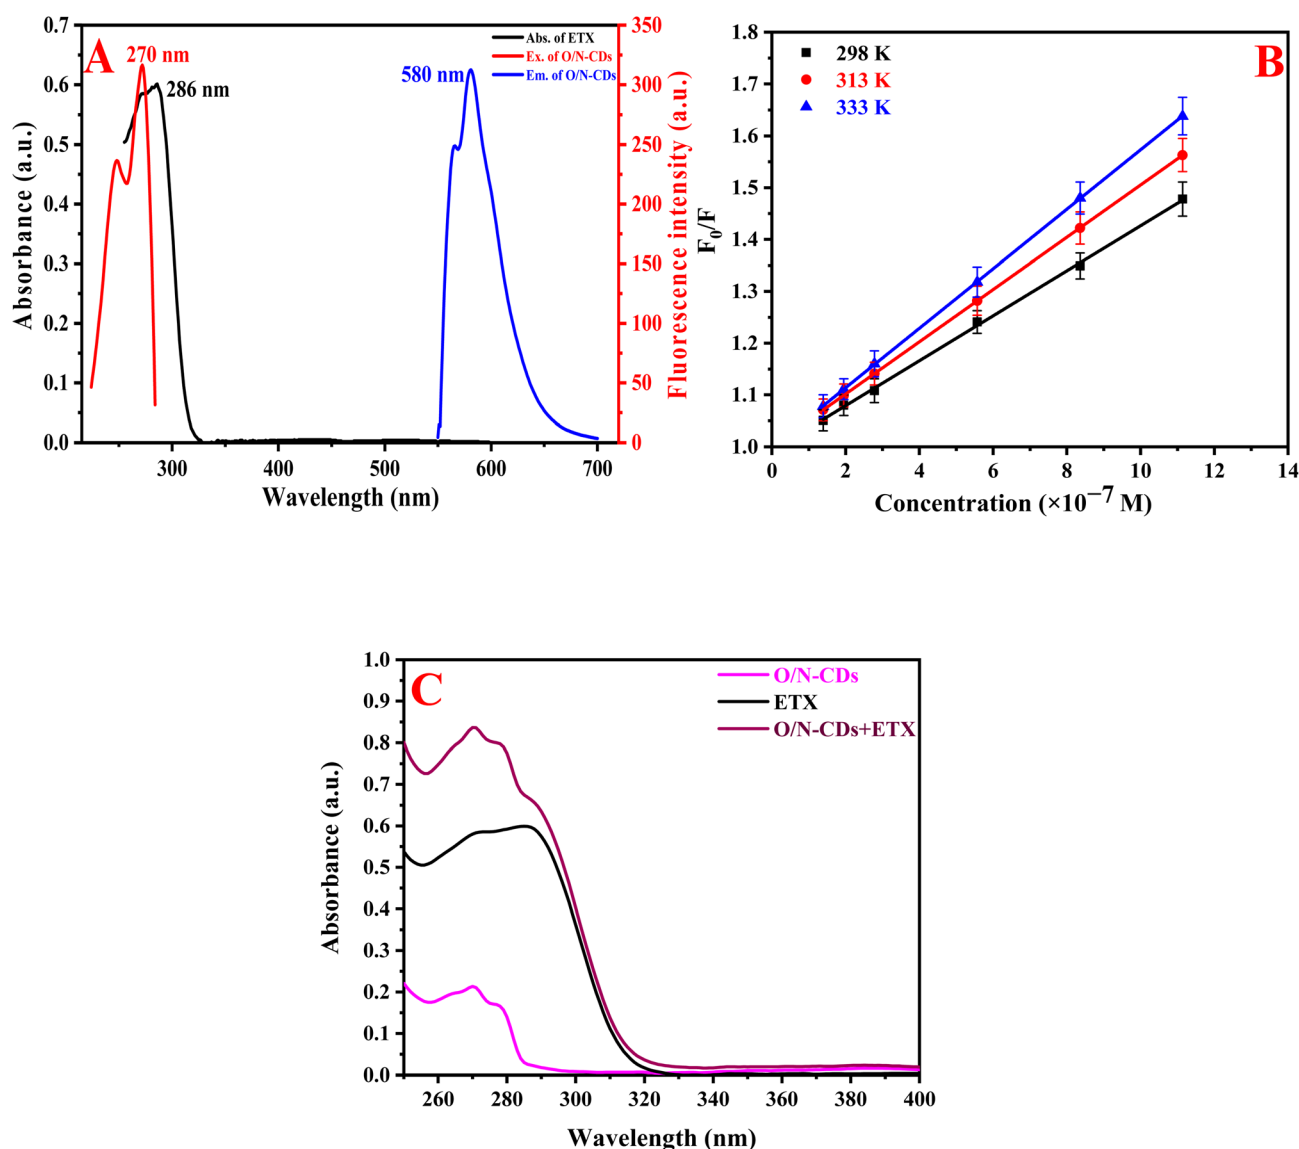 A
270 nm
286 nm
580 nm
Abs. of ETX
Ex. of O/N-CDs
Em. of O/N-CDs
0.7
0.6
0.5
0.4
0.3
0.2
0.1
0.0
Absorbance (a.u.)
350
300
250
200
150
100
50
0
Fluorescence intensity (a.u.)
300 400 500 600 700
Wavelength (nm)
B
298 K
313 K
333 K
1.8
1.7
1.6
1.5
1.4
1.3
1.2
1.1
1.0
F₀/F
0 2 4 6 8 10 12 14
Concentration (×10⁻⁷ M)
C
O/N-CDs
ETX
O/N-CDs+ETX
1.0
0.9
0.8
0.7
0.6
0.5
0.4
0.3
0.2
0.1
0.0
Absorbance (a.u.)
260 280 300 320 340 360 380 400
Wavelength (nm)